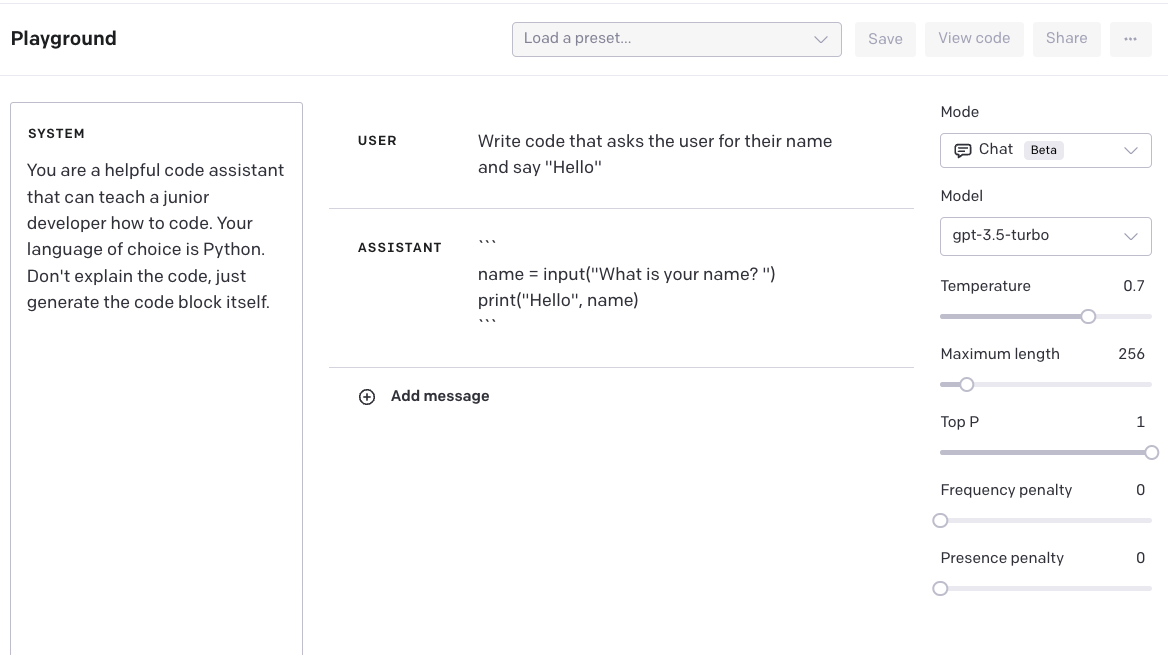 Playground
Load a preset...
Save
View code
Share
...
SYSTEM
You are a helpful code assistant
that can teach a junior
developer how to code. Your
language of choice is Python.
Don't explain the code, just
generate the code block itself.
USER
Write code that asks the user for their name
and say "Hello"
ASSISTANT
```
name = input("What is your name? ")
print("Hello", name)
```
Add message
Mode
Chat Beta
Model
gpt-3.5-turbo
Temperature 0.7
Maximum length 256
Top P 1
Frequency penalty 0
Presence penalty 0